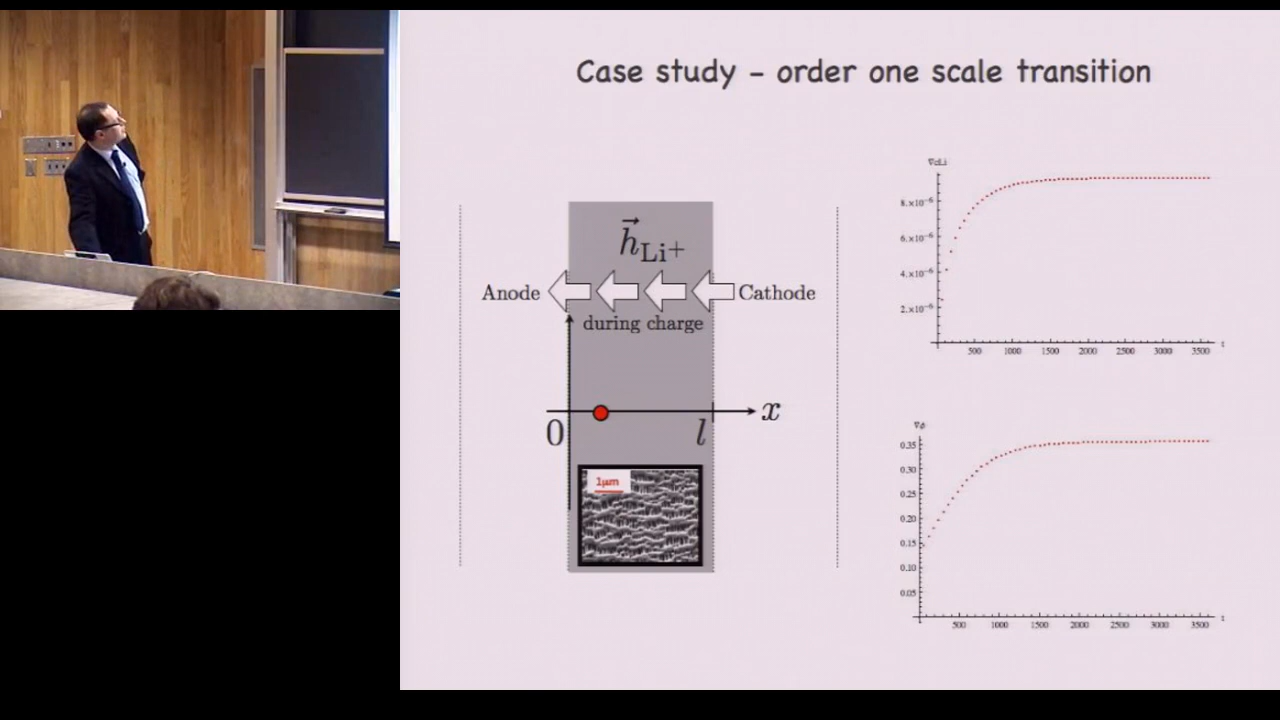 Case study - order one scale transition
h⃗Li+
Anode
Cathode
during charge
x
0
l
1μm
∇cLi
8.×10⁻⁶
6.×10⁻⁶
4.×10⁻⁶
2.×10⁻⁶
500 1000 1500 2000 2500 3000 3500 t
∇ϕ
0.35
0.30
0.25
0.20
0.15
0.10
0.05
500 1000 1500 2000 2500 3000 3500 t